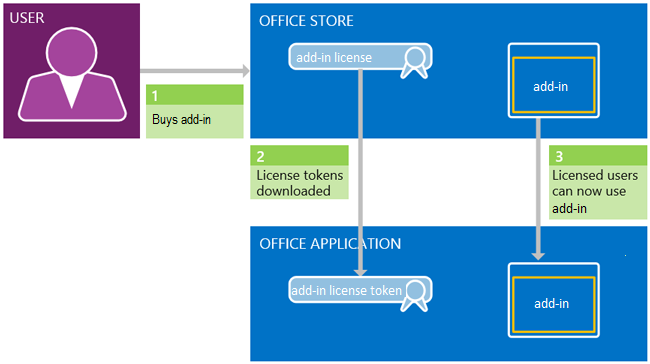 USER
OFFICE STORE
add-in license
add-in
1
Buys add-in
2
License tokens
downloaded
3
Licensed users
can now use
add-in
OFFICE APPLICATION
add-in license token
add-in